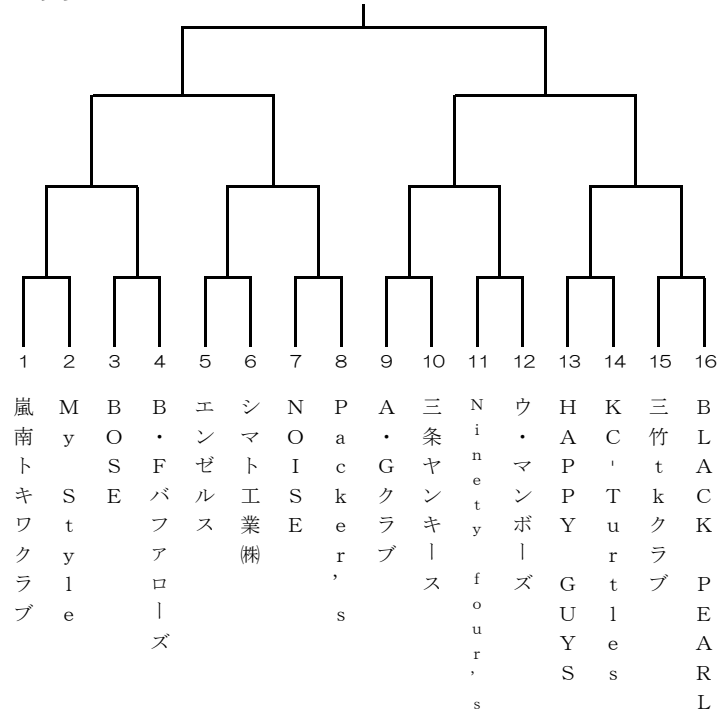 1 2 3 4 5 6 7 8 9 10 11 12 13 14 15 16
嵐南トキワクラブ
My Style
BOSE
B・Fバファローズ
エンゼルス
シマト工業㈱
NOISE
Packer’s
A・Gクラブ
三条ヤンキース
Ninety four’s
ウ・マンボーズ
HAPPY GUYS
KC'Turtles
三竹tkクラブ
BLACK PEARL